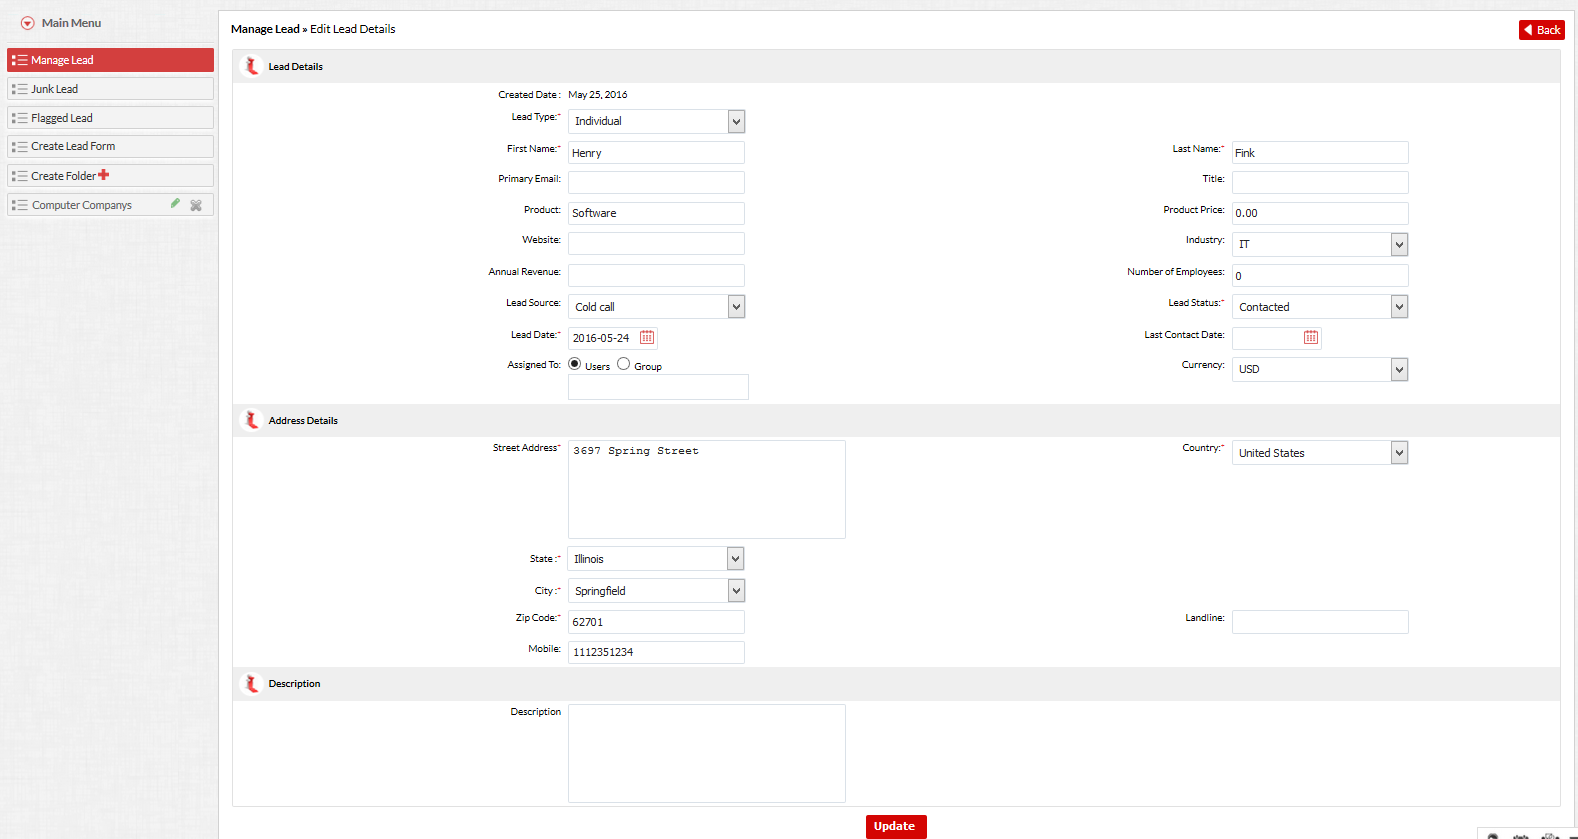 Main Menu
Manage Lead
Junk Lead
Flagged Lead
Create Lead Form
Create Folder
Computer Companys
Manage Lead » Edit Lead Details
Back
Lead Details
Created Date : May 25, 2016
Lead Type:* Individual
First Name:* Henry Last Name:* Fink
Primary Email: Title:
Product: Software Product Price: 0.00
Website: Industry: IT
Annual Revenue: Number of Employees: 0
Lead Source: Cold call Lead Status:* Contacted
Lead Date:* 2016-05-24 Last Contact Date:
Assigned To: Users Group Currency: USD
Address Details
Street Address* 3697 Spring Street Country:* United States
State :* Illinois
City :* Springfield
Zip Code:* 62701 Landline:
Mobile: 1112351234
Description
Description
Update